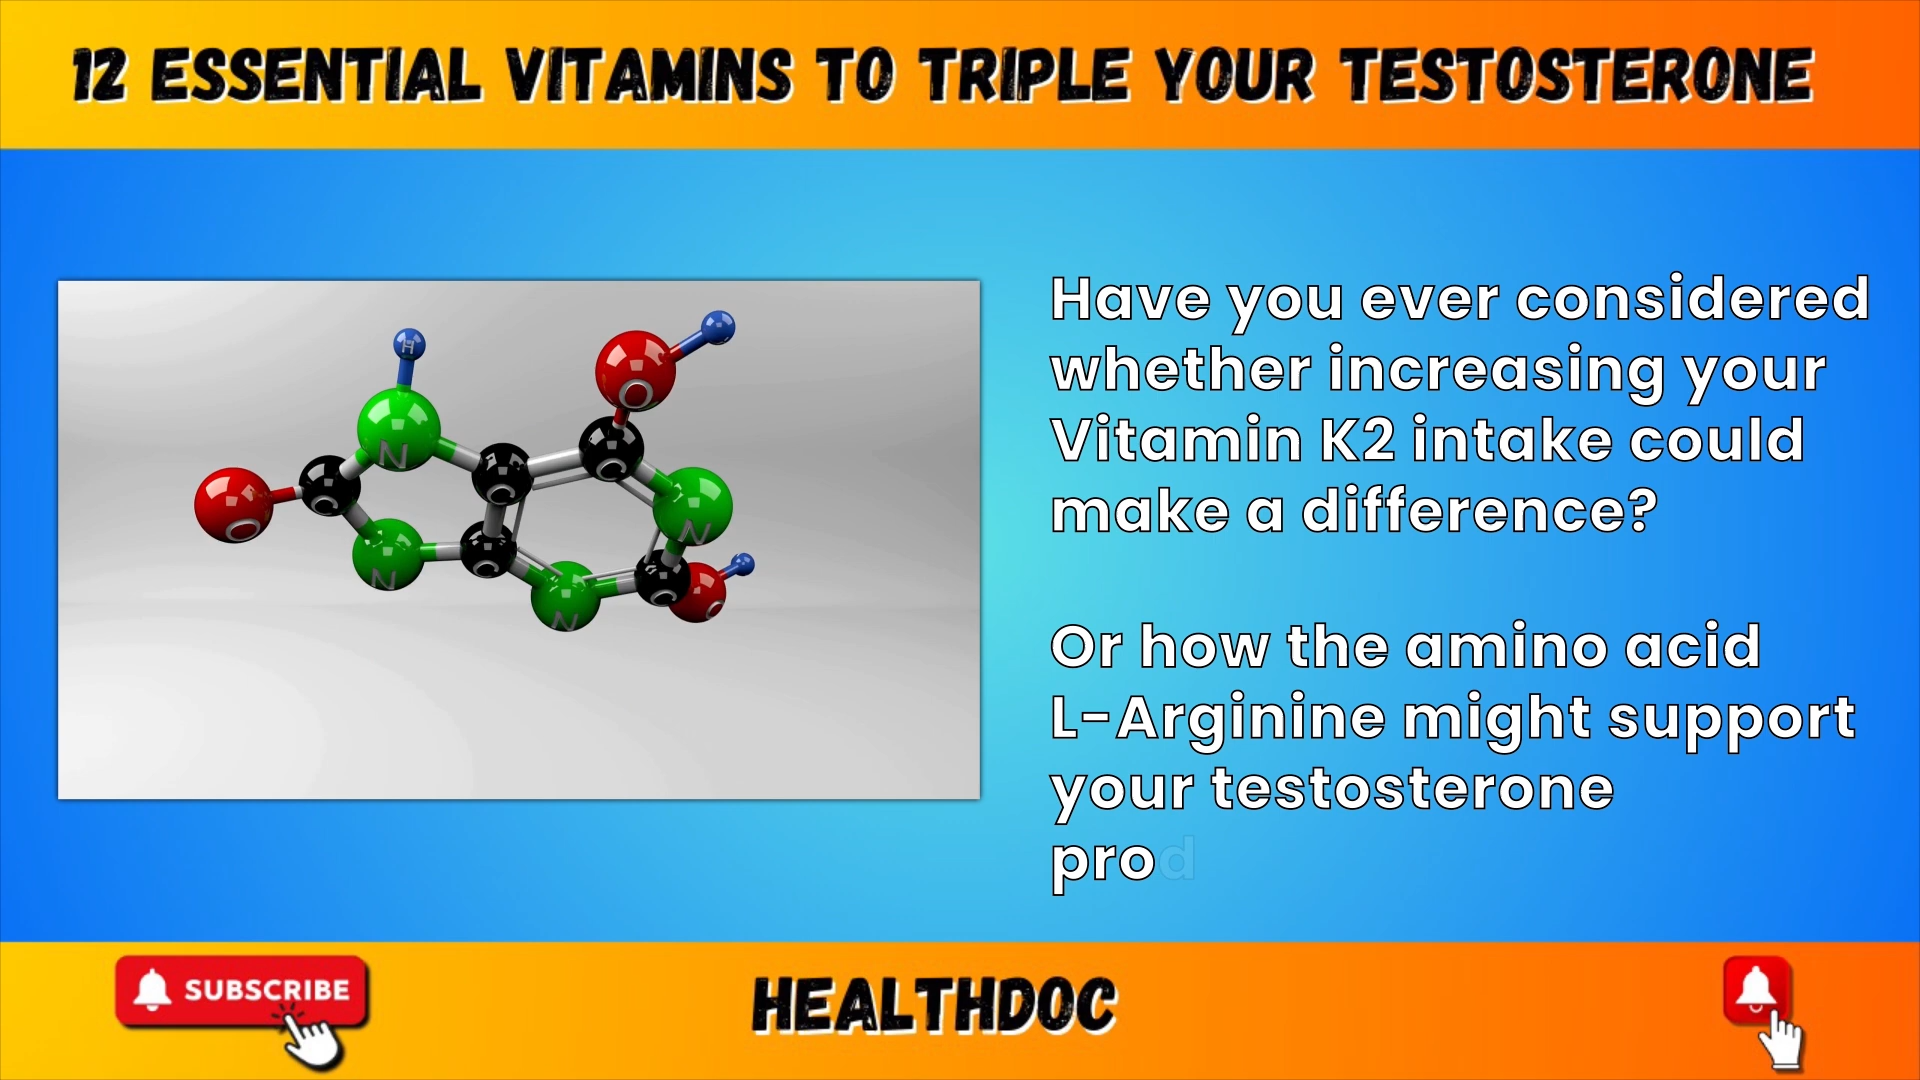 12 ESSENTIAL VITAMINS TO TRIPLE YOUR TESTOSTERONE
Have you ever considered
whether increasing your
Vitamin K2 intake could
make a difference?
Or how the amino acid
L-Arginine might support
your testosterone
prod
H
O
N
C
O
C
C
N
N
C
N
C
O
SUBSCRIBE
HEALTHDOC